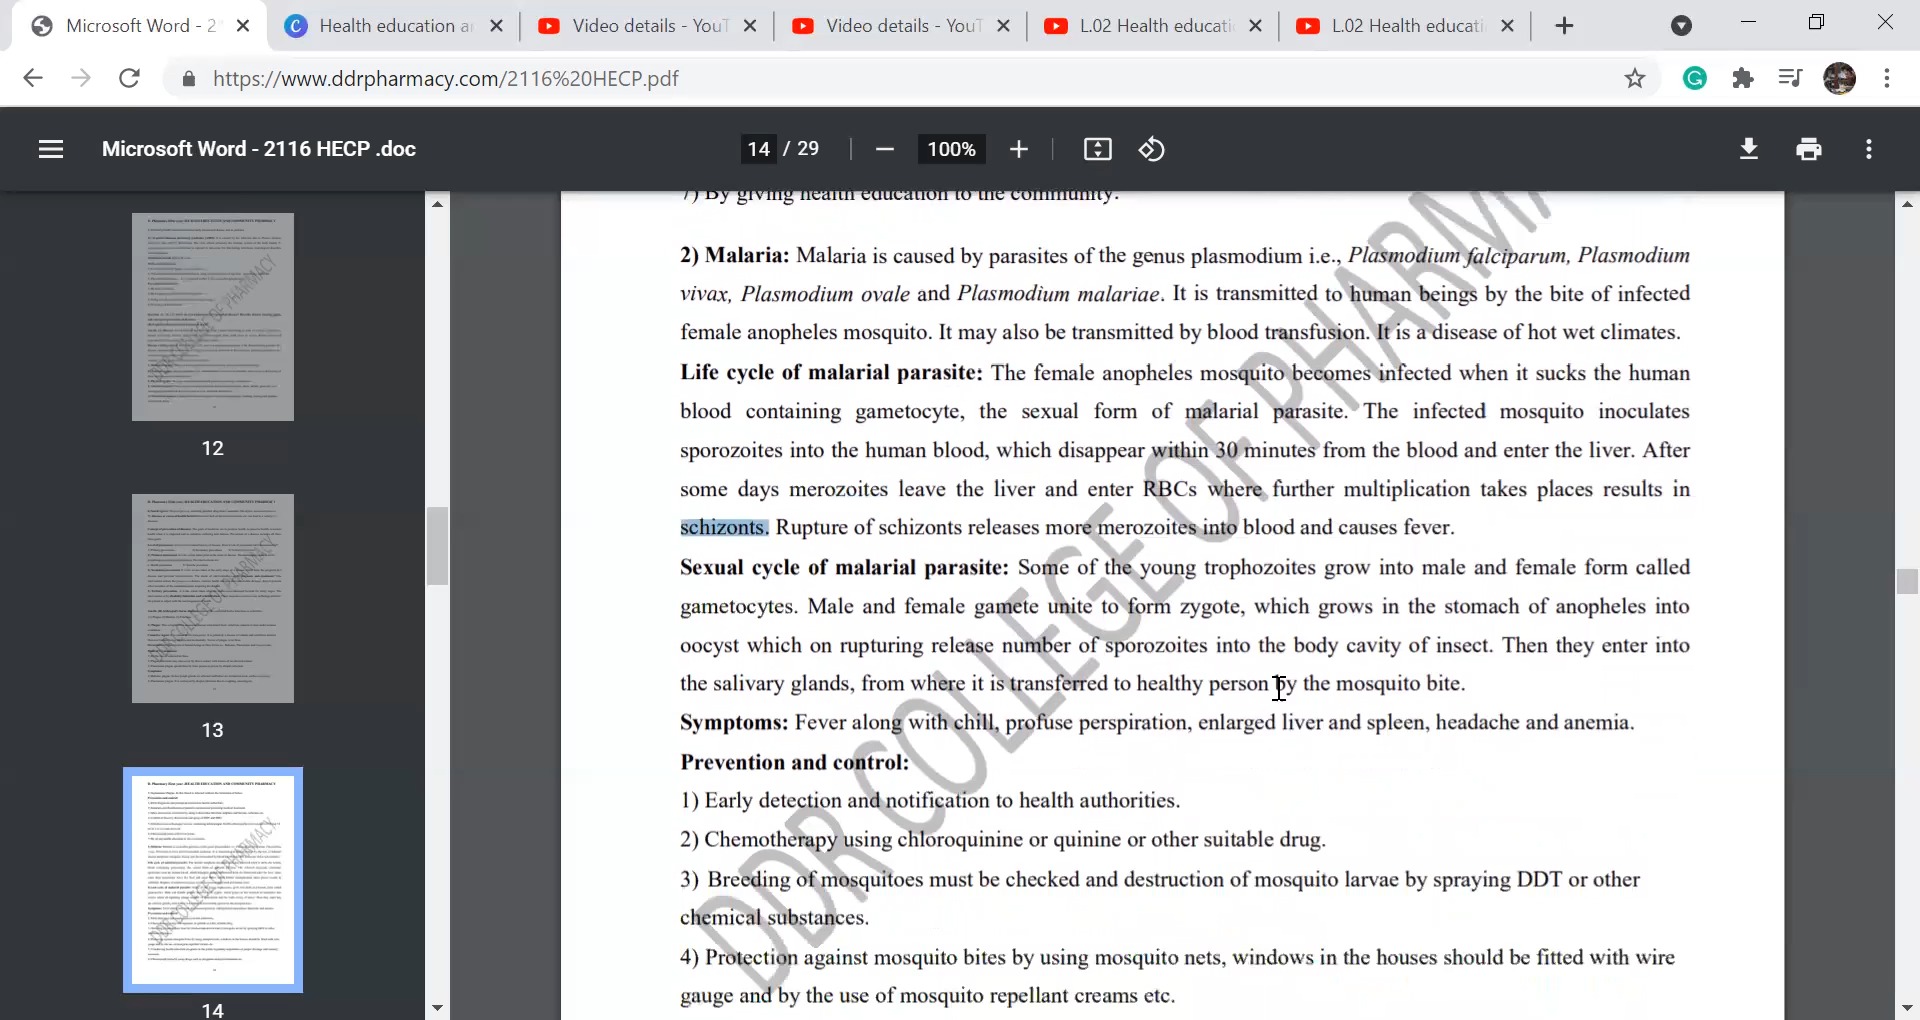 Microsoft Word - 2
Health education a
Video details - YouT
Video details - YouT
L.02 Health educati
L.02 Health educati
https://www.ddrpharmacy.com/2116%20HECP.pdf
Microsoft Word - 2116 HECP .doc
14 / 29
100%
12
13
14
7) By giving health education to the community.
2) Malaria: Malaria is caused by parasites of the genus plasmodium i.e., Plasmodium falciparum, Plasmodium
vivax, Plasmodium ovale and Plasmodium malariae. It is transmitted to human beings by the bite of infected
female anopheles mosquito. It may also be transmitted by blood transfusion. It is a disease of hot wet climates.
Life cycle of malarial parasite: The female anopheles mosquito becomes infected when it sucks the human
blood containing gametocyte, the sexual form of malarial parasite. The infected mosquito inoculates
sporozoites into the human blood, which disappear within 30 minutes from the blood and enter the liver. After
some days merozoites leave the liver and enter RBCs where further multiplication takes places results in
schizonts. Rupture of schizonts releases more merozoites into blood and causes fever.
Sexual cycle of malarial parasite: Some of the young trophozoites grow into male and female form called
gametocytes. Male and female gamete unite to form zygote, which grows in the stomach of anopheles into
oocyst which on rupturing release number of sporozoites into the body cavity of insect. Then they enter into
the salivary glands, from where it is transferred to healthy person by the mosquito bite.
Symptoms: Fever along with chill, profuse perspiration, enlarged liver and spleen, headache and anemia.
Prevention and control:
1) Early detection and notification to health authorities.
2) Chemotherapy using chloroquinine or quinine or other suitable drug.
3) Breeding of mosquitoes must be checked and destruction of mosquito larvae by spraying DDT or other
chemical substances.
4) Protection against mosquito bites by using mosquito nets, windows in the houses should be fitted with wire
gauge and by the use of mosquito repellant creams etc.
DDR COLLEGE OF PHARMA